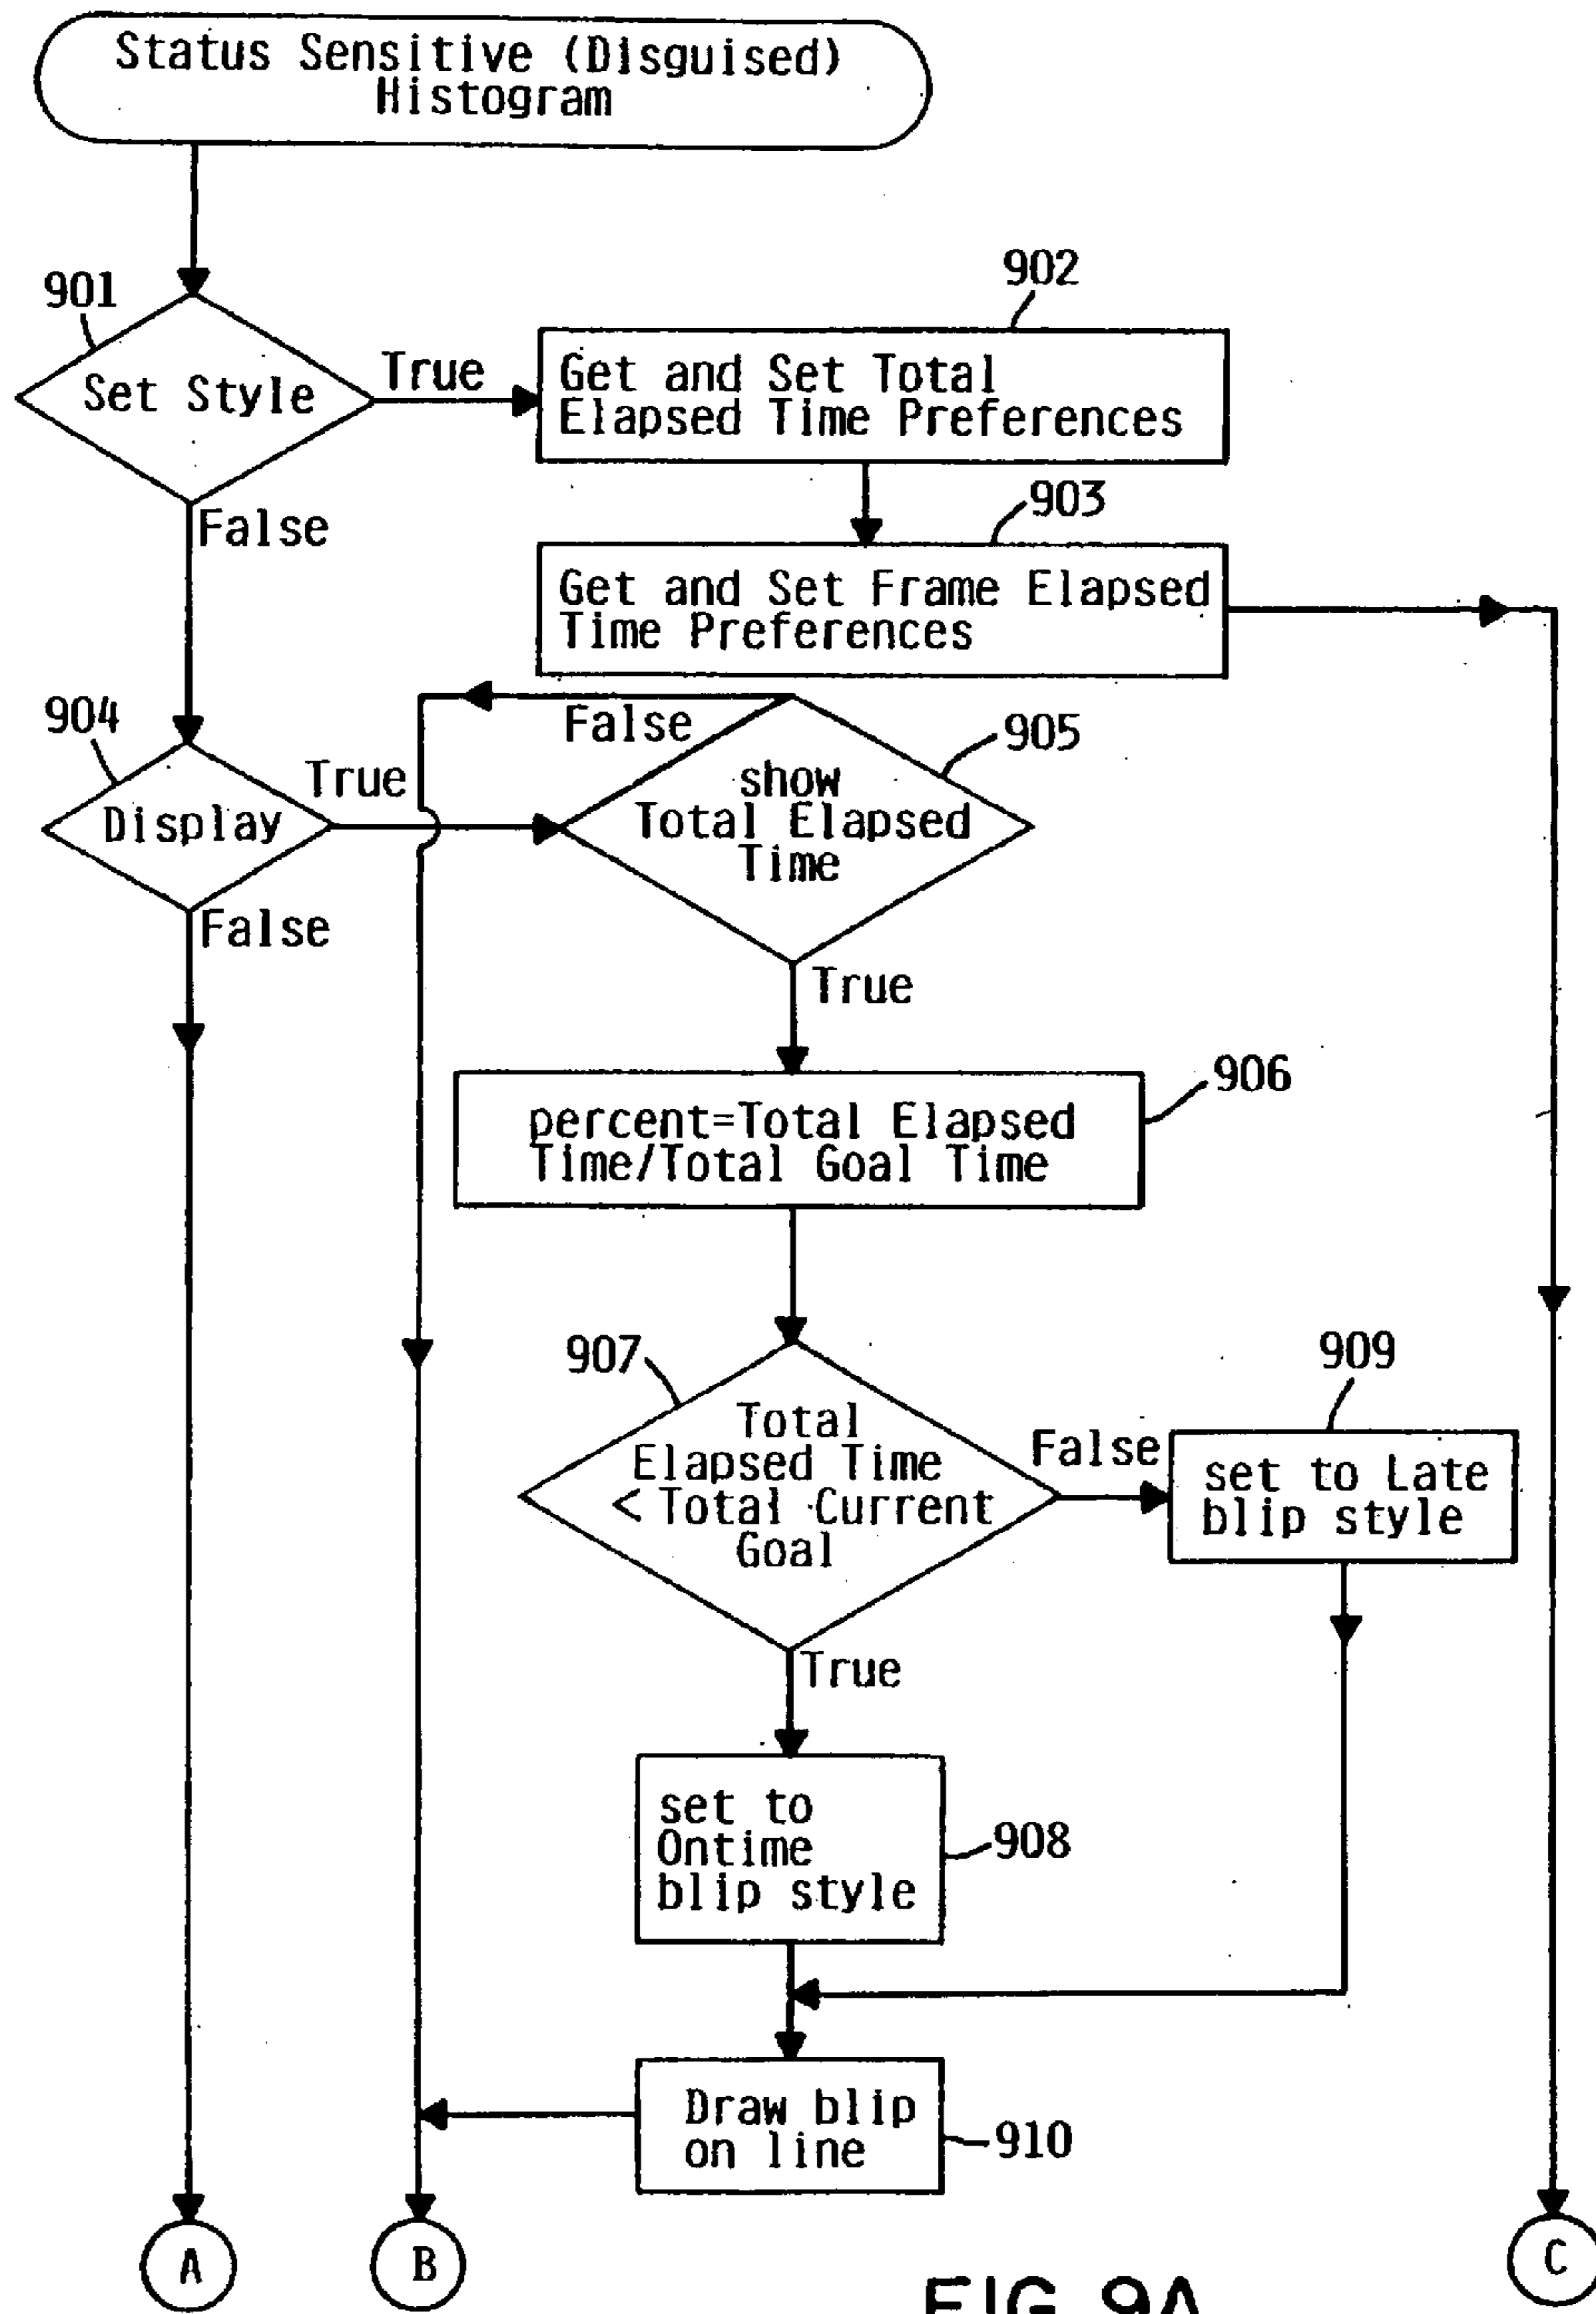 Status Sensitive (Disguised)
Histogram
901
Set Style
True
False
902
Get and Set Total
Elapsed Time Preferences
903
Get and Set Frame Elapsed
Time Preferences
904
Display
True
False
905
False
show
Total Elapsed
Time
True
906
percent=Total Elapsed
Time/Total Goal Time
907
Total
Elapsed Time
< Total Current
Goal
False
909
set to Late
blip style
True
set to
Ontime
blip style
908
Draw blip
on line
910
A
B
C
FIG. 9A